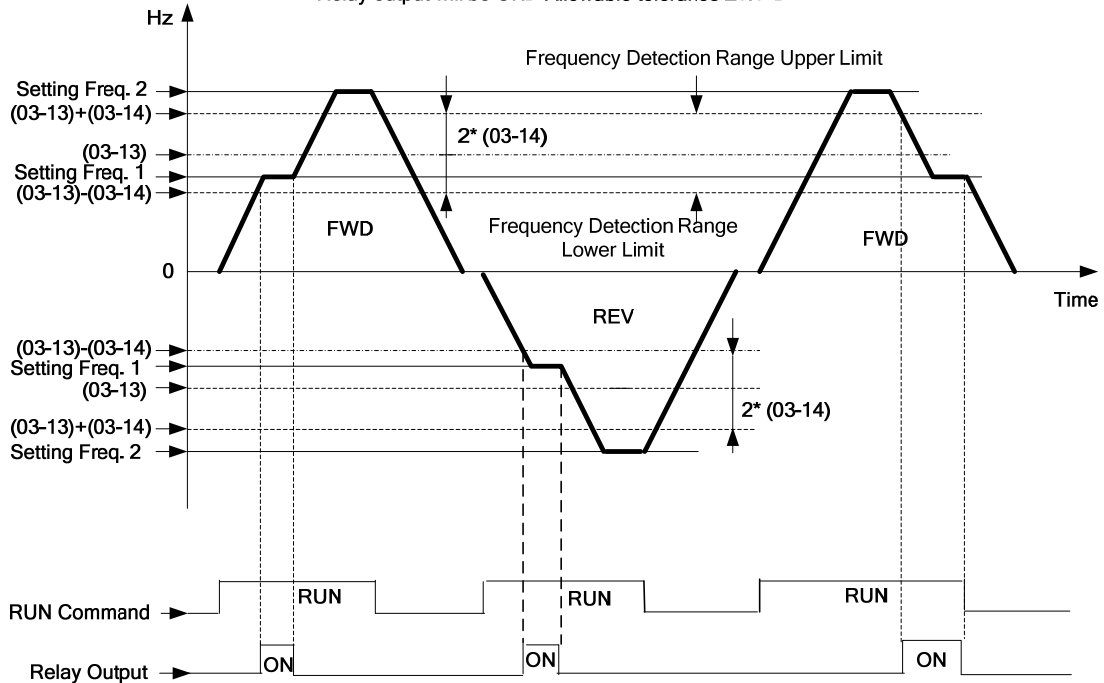 Hz
Frequency Detection Range Upper Limit
Setting Freq. 2
(03-13)+(03-14)
2* (03-14)
(03-13)
Setting Freq. 1
(03-13)-(03-14)
FWD
Frequency Detection Range
Lower Limit
FWD
0
Time
REV
(03-13)-(03-14)
Setting Freq. 1
(03-13)
2* (03-14)
(03-13)+(03-14)
Setting Freq. 2
RUN Command
RUN
RUN
RUN
Relay Output
ON
ON
ON